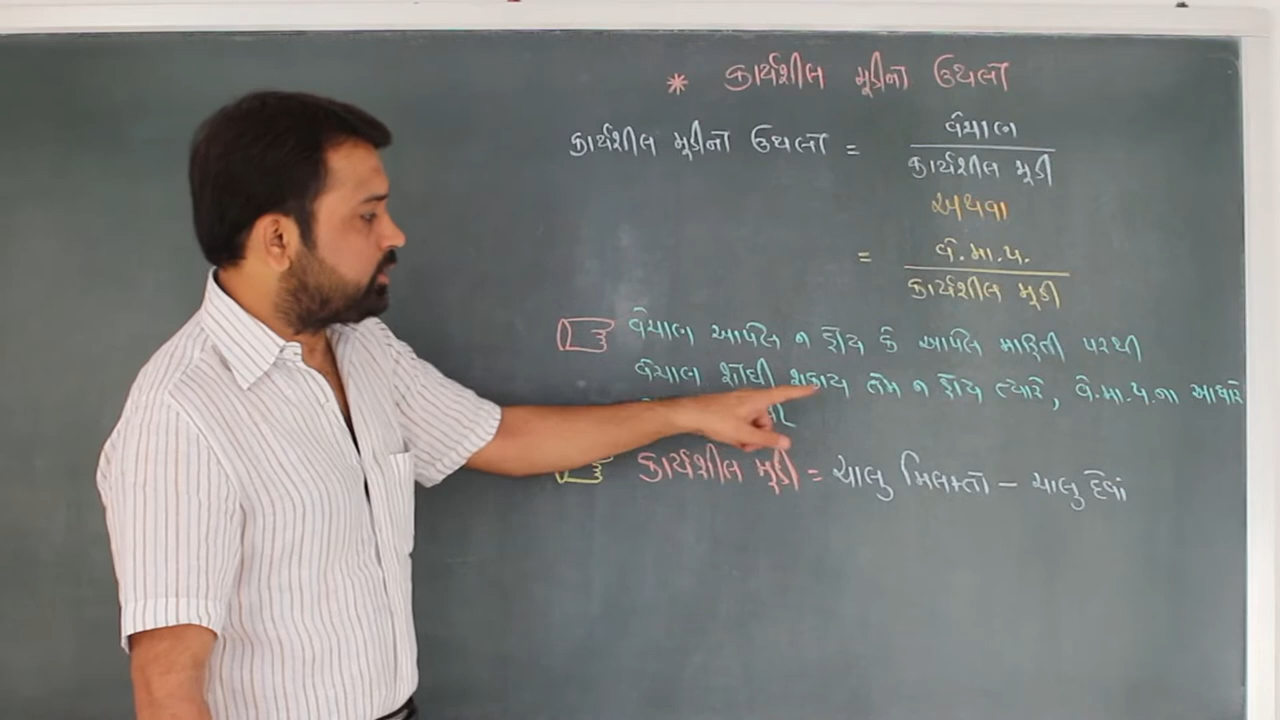 * કાર્યશીલ મૂડીનો ઉથલો
કાર્યશીલ મૂડીનો ઉથલો = વેચાણ
કાર્યશીલ મૂડી
અથવા
= વે.મા.પ.
કાર્યશીલ મૂડી
વેચાણ આપેલ ન હોય કે આપેલ માહિતી પરથી
વેચાણ શોધી શકાય તેમ ન હોય ત્યારે, વે.મા.પ.ના આધારે
કાર્યશીલ મૂડી = ચાલુ મિલકતો – ચાલુ દેવાં